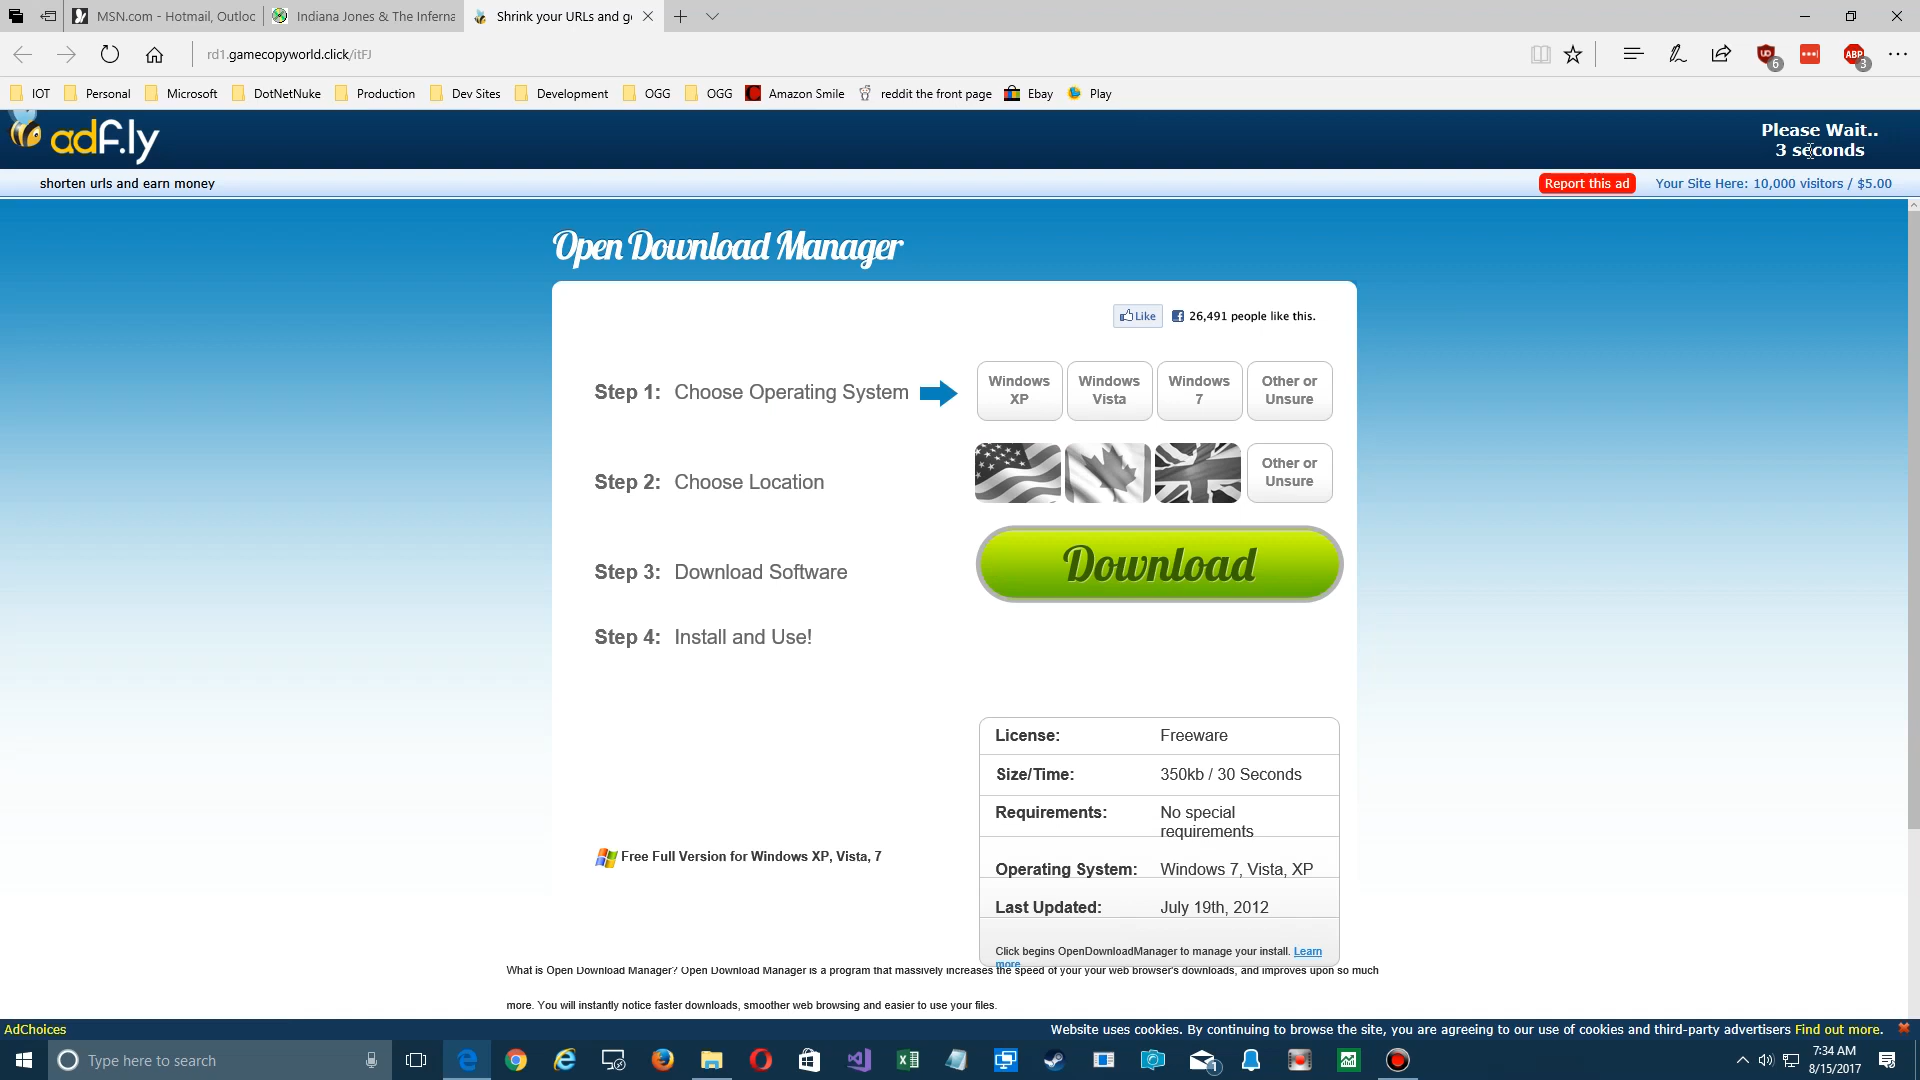 MSN.com - Hotmail, Outloc
Indiana Jones & The Inferna
Shrink your URLs and ge
rd1.gamecopyworld.click/itFJ
6
ABP
3
IOT
Personal
Microsoft
DotNetNuke
Production
Dev Sites
Development
OGG
OGG
Amazon Smile
reddit the front page
Ebay
Play
adf.ly
Please Wait..
3 seconds
shorten urls and earn money
Report this ad
Your Site Here: 10,000 visitors / $5.00
Open Download Manager
Like
26,491 people like this.
Step 1: Choose Operating System
Windows XP
Windows Vista
Windows 7
Other or Unsure
Step 2: Choose Location
Other or Unsure
Step 3: Download Software
Download
Step 4: Install and Use!
License: Freeware
Size/Time: 350kb / 30 Seconds
Requirements: No special
requirements
Free Full Version for Windows XP, Vista, 7
Operating System: Windows 7, Vista, XP
Last Updated: July 19th, 2012
Click begins OpenDownloadManager to manage your install. Learn
more
What is Open Download Manager? Open Download Manager is a program that massively increases the speed of your your web browser's downloads, and improves upon so much
more. You will instantly notice faster downloads, smoother web browsing and easier to use your files.
AdChoices
Website uses cookies. By continuing to browse the site, you are agreeing to our use of cookies and third-party advertisers Find out more.
Type here to search
1
7:34 AM
8/15/2017